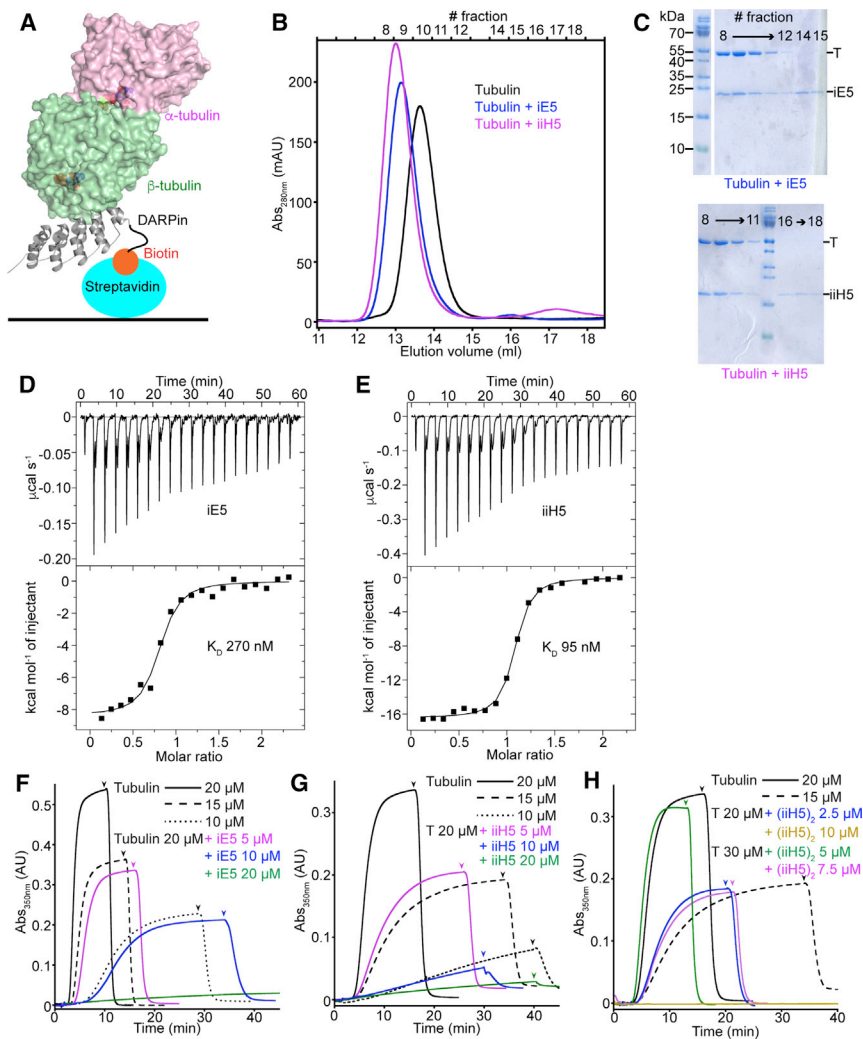 A
α-tubulin
β-tubulin
DARPin
Biotin
Streptavidin
B
# fraction
8 9 10 11 12 14 15 16 17 18
200
150
100
50
0
Abs280nm (mAU)
Tubulin
Tubulin + iE5
Tubulin + iiH5
11 12 13 14 15 16 17 18
Elution volume (ml)
C
kDa
# fraction
8 12 14 15
70
55
40
35
25
15
10
T
iE5
Tubulin + iE5
8 11 16 18
T
iiH5
Tubulin + iiH5
D
Time (min)
0 10 20 30 40 50 60
0
-0.05
-0.10
-0.15
-0.20
µcal s-1
iE5
0
-2
-4
-6
-8
kcal mol-1 of injectant
KD 270 nM
0 0.5 1 1.5 2
Molar ratio
E
Time (min)
0 10 20 30 40 50 60
0
-0.1
-0.2
-0.3
-0.4
µcal s-1
iiH5
0
-4
-8
-12
-16
kcal mol-1 of injectant
KD 95 nM
0 0.5 1 1.5 2
Molar ratio
F
Tubulin 20 µM
15 µM
10 µM
Tubulin 20 µM + iE5 5 µM
+ iE5 10 µM
+ iE5 20 µM
0.5
0.4
0.3
0.2
0.1
0
Abs350nm (AU)
0 10 20 30 40
Time (min)
G
Tubulin 20 µM
15 µM
10 µM
T 20 µM + iiH5 5 µM
+ iiH5 10 µM
+ iiH5 20 µM
0.3
0.2
0.1
0
Abs350nm (AU)
0 10 20 30 40
Time (min)
H
Tubulin 20 µM
15 µM
T 20 µM + (iiH5)2 2.5 µM
+ (iiH5)2 10 µM
T 30 µM + (iiH5)2 5 µM
+ (iiH5)2 7.5 µM
0.3
0.2
0.1
0
Abs350nm (AU)
0 10 20 30 40
Time (min)